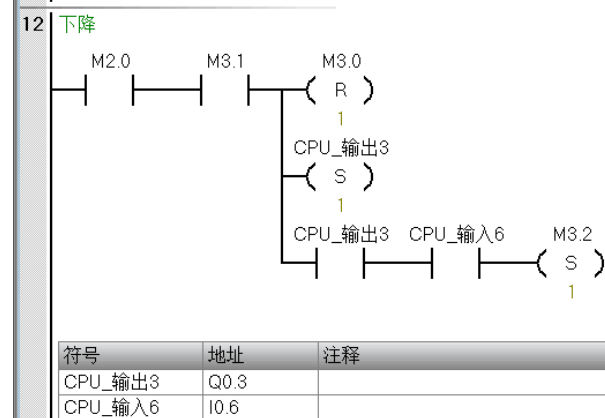 12 下降
M2.0 M3.1 M3.0
R
1
CPU_输出3
S
1
CPU_输出3 CPU_输入6 M3.2
S
1
符号 地址 注释
CPU_输出3 Q0.3
CPU_输入6 I0.6